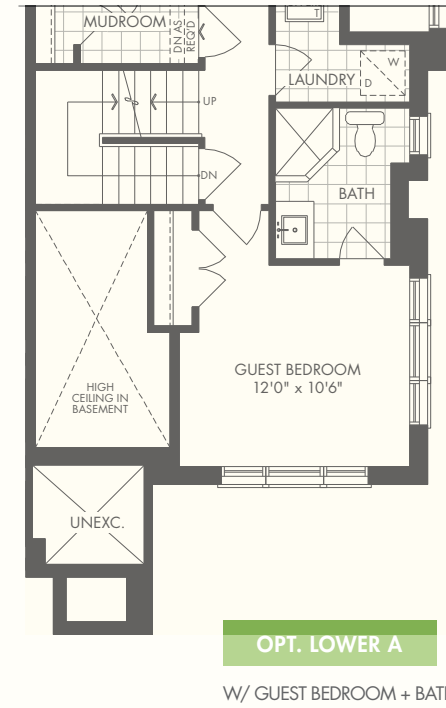 MUDROOM
DN AS
REQ'D
T
LAUNDRY
W
D
UP
DN
BATH
GUEST BEDROOM
12'0" x 10'6"
HIGH
CEILING IN
BASEMENT
UNEXC.
OPT. LOWER A
W/ GUEST BEDROOM + BATH